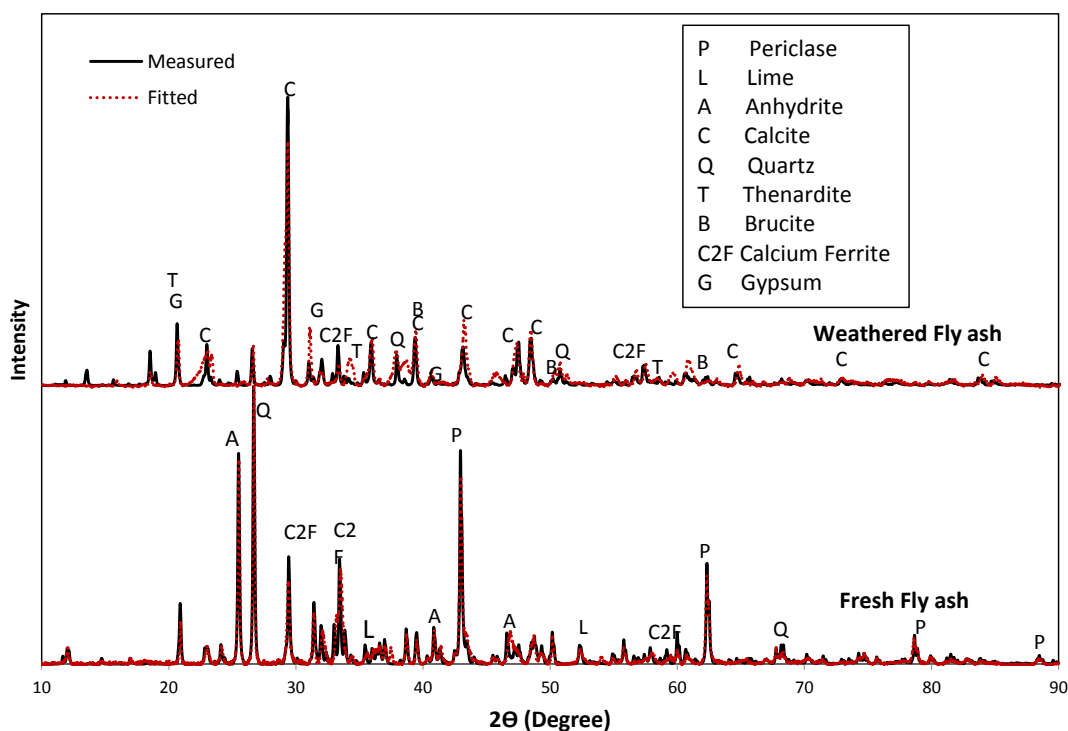 Measured
Fitted
P Periclase
L Lime
A Anhydrite
C Calcite
Q Quartz
T Thenardite
B Brucite
C2F Calcium Ferrite
G Gypsum
C
T
G
C
G
C2F
T
C
Q
B
C
G
C
C
C
B
Q
C2F
T
B
C
C
C
Weathered Fly ash
A
Q
C2F
C2
F
L
A
P
A
L
C2F
P
Q
P
P
Fresh Fly ash
Intensity
10 20 30 40 50 60 70 80 90
2Θ (Degree)